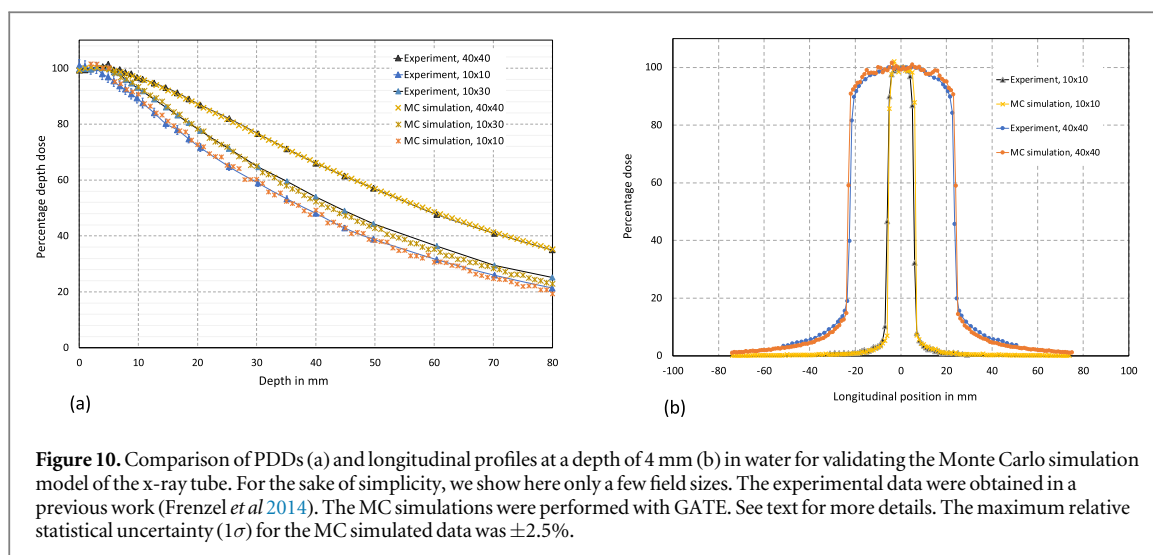 Percentage depth dose
100
80
60
40
20
0
0 10 20 30 40 50 60 70 80
Depth in mm
Experiment, 40x40
Experiment, 10x10
Experiment, 10x30
MC simulation, 40x40
MC simulation, 10x30
MC simulation, 10x10
(a)
Percentage dose
100
80
60
40
20
0
-100 -80 -60 -40 -20 0 20 40 60 80 100
Longitudinal position in mm
Experiment, 10x10
MC simulation, 10x10
Experiment, 40x40
MC simulation, 40x40
(b)
Figure 10. Comparison of PDDs (a) and longitudinal profiles at a depth of 4 mm (b) in water for validating the Monte Carlo simulation
model of the x-ray tube. For the sake of simplicity, we show here only a few field sizes. The experimental data were obtained in a
previous work (Frenzel et al 2014). The MC simulations were performed with GATE. See text for more details. The maximum relative
statistical uncertainty (1σ) for the MC simulated data was ±2.5%.